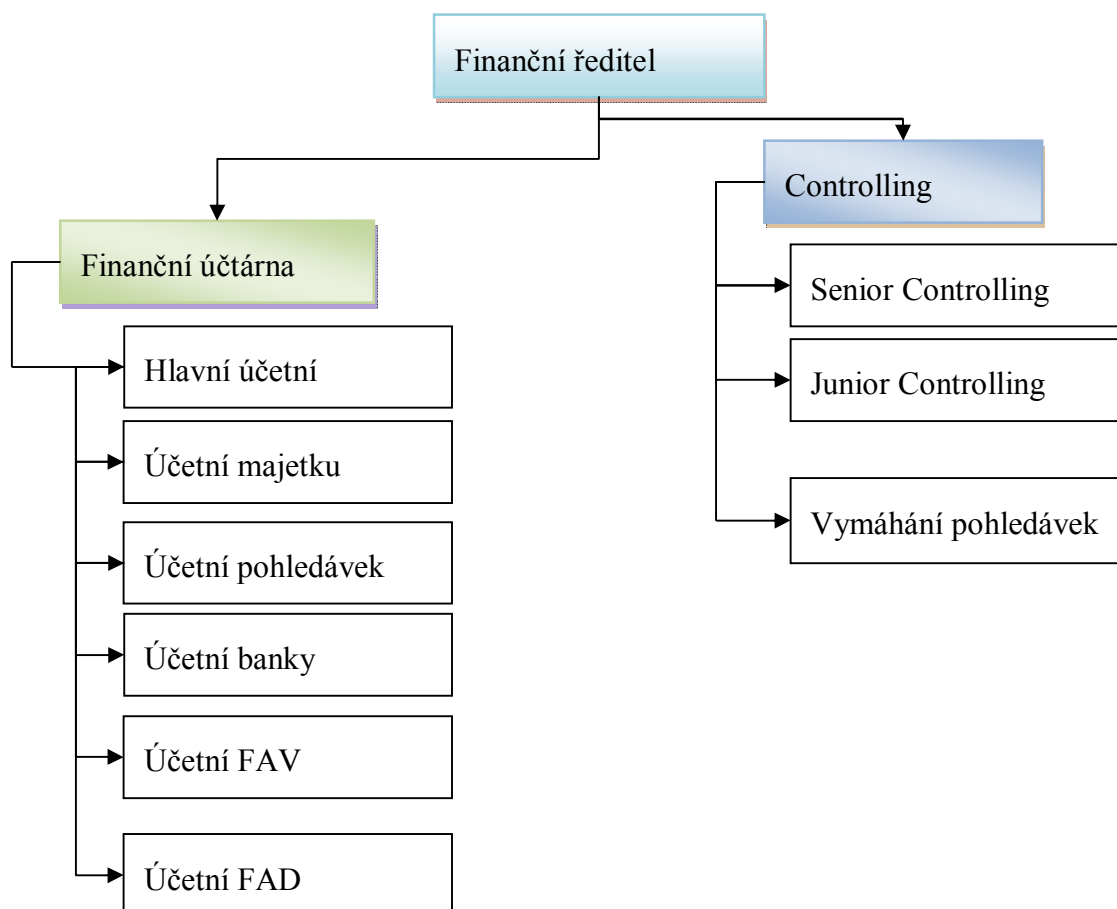 Finanční ředitel
Controlling
Finanční účtárna
Senior Controlling
Junior Controlling
Vymáhání pohledávek
Hlavní účetní
Účetní majetku
Účetní pohledávek
Účetní banky
Účetní FAV
Účetní FAD